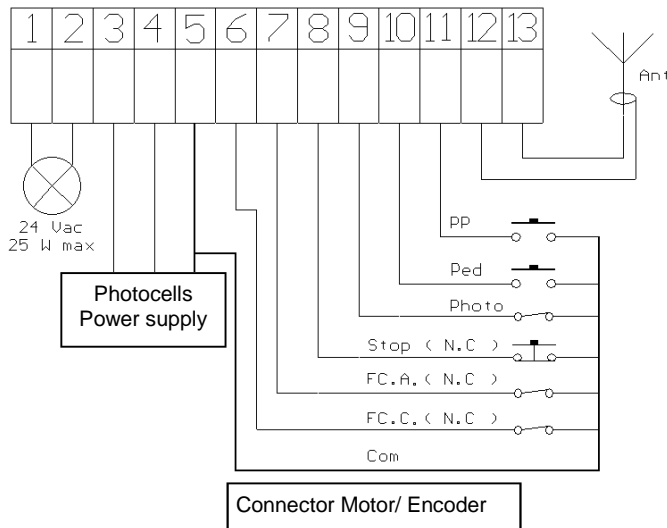 1 2 3 4 5 6 7 8 9 10 11 12 13
Ant
24 Vac
25 W max
PP
Photocells
Power supply
Ped
Photo
Stop ( N.C )
FC.A. ( N.C )
FC.C. ( N.C )
Com
Connector Motor/ Encoder